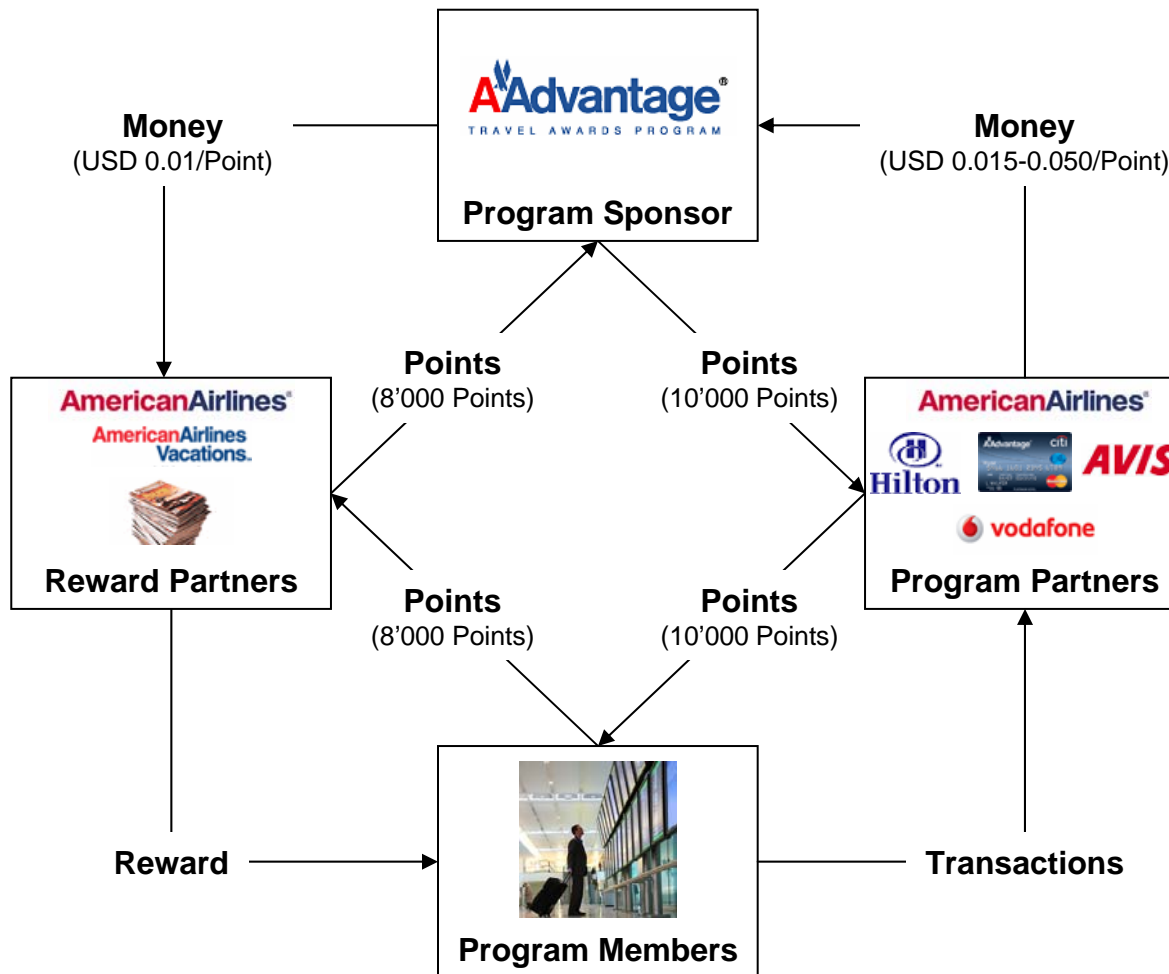 AAdvantage®
TRAVEL AWARDS PROGRAM
Program Sponsor
Money
(USD 0.01/Point)
Money
(USD 0.015-0.050/Point)
Points
(8’000 Points)
Points
(10’000 Points)
AmericanAirlines®
AmericanAirlines
Vacations
Reward Partners
AmericanAirlines®
Hilton
AAdvantage
citi
AVIS
vodafone
Program Partners
Points
(8’000 Points)
Points
(10’000 Points)
Reward
Transactions
Program Members